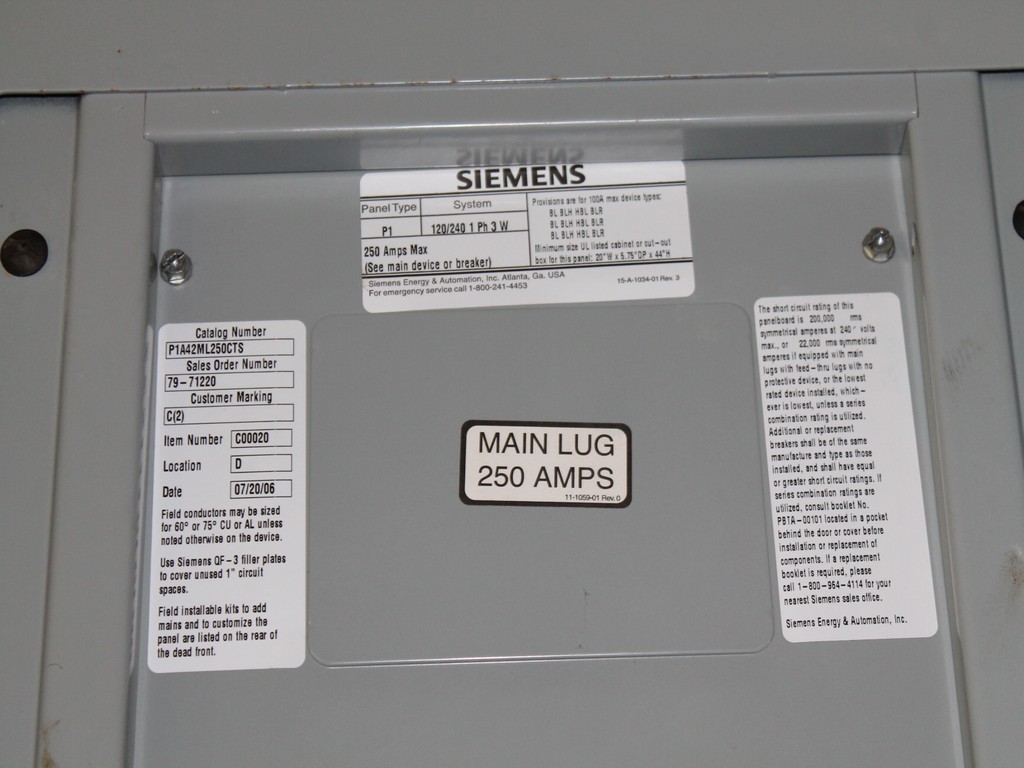 SIEMENS
Panel Type
System
P1
120/240 1 Ph 3 W
250 Amps Max
(See main device or breaker)
Provisions are for 100A max device types:
BL BLH HBL BLR
BL BLH HBL BLR
BL BLH HBL BLR
Minimum size UL listed cabinet or cut-out
box for this panel: 20"W x 5.75"DP x 44"H
Siemens Energy & Automation, Inc. Atlanta, Ga. USA
For emergency service call 1-800-241-4453
15-A-1034-01 Rev. 3
Catalog Number
P1A42ML250CTS
Sales Order Number
79-71220
Customer Marking
C(2)
Item Number C00020
Location D
Date 07/20/06
Field conductors may be sized
for 60° or 75° CU or AL unless
noted otherwise on the device.
Use Siemens QF-3 filler plates
to cover unused 1" circuit
spaces.
Field installable kits to add
mains and to customize the
panel are listed on the rear of
the dead front.
MAIN LUG
250 AMPS
11-1059-01 Rev. 0
The short circuit rating of this
panelboard is 200,000 rms
symmetrical amperes at 240 volts
max., or 22,000 rms symmetrical
amperes if equipped with main
lugs with feed-thru lugs with no
protective device, or the lowest
rated device installed, which-
ever is lowest, unless a series
combination rating is utilized.
Additional or replacement
breakers shall be of the same
manufacture and type as those
installed, and shall have equal
or greater short circuit ratings. If
series combination ratings are
utilized, consult booklet No.
PBTA-00101 located in a pocket
behind the door or cover before
installation or replacement of
components. If a replacement
booklet is required, please
call 1-800-964-4114 for your
nearest Siemens sales office.
Siemens Energy & Automation, Inc.